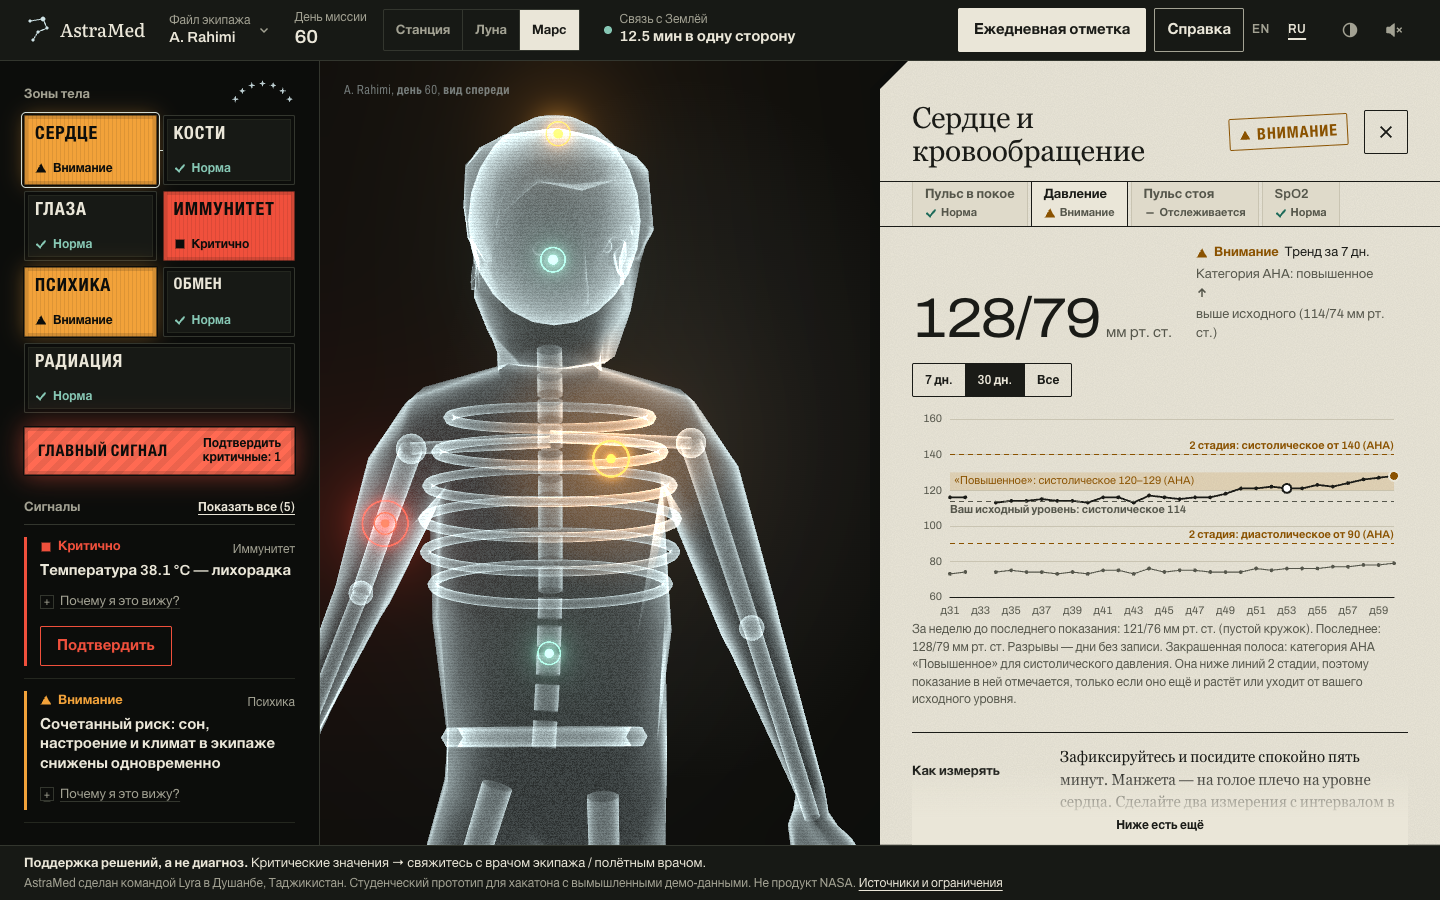 AstraMed
Файл экипажа
A. Rahimi
День миссии
60
Станция
Луна
Марс
Связь с Землёй
12.5 мин в одну сторону
Ежедневная отметка
Справка
EN
RU
Зоны тела
СЕРДЦЕ
Внимание
КОСТИ
Норма
ГЛАЗА
Норма
ИММУНИТЕТ
Критично
ПСИХИКА
Внимание
ОБМЕН
Норма
РАДИАЦИЯ
Норма
ГЛАВНЫЙ СИГНАЛ
Подтвердить
критичные: 1
Сигналы
Показать все (5)
Критично
Иммунитет
Температура 38.1 °C — лихорадка
Почему я это вижу?
Подтвердить
Внимание
Психика
Сочетанный риск: сон,
настроение и климат в экипаже
снижены одновременно
Почему я это вижу?
A. Rahimi, день 60, вид спереди
Сердце и
кровообращение
ВНИМАНИЕ
Пульс в покое
Норма
Давление
Внимание
Пульс стоя
Отслеживается
SpO2
Норма
128/79 мм рт. ст.
Внимание Тренд за 7 дн.
Категория AHA: повышенное
↑
выше исходного (114/74 мм рт.
ст.)
7 дн.
30 дн.
Все
160
140
120
100
80
60
2 стадия: систолическое от 140 (AHA)
«Повышенное»: систолическое 120–129 (AHA)
Ваш исходный уровень: систолическое 114
2 стадия: диастолическое от 90 (AHA)
д31 д33 д35 д37 д39 д41 д43 д45 д47 д49 д51 д53 д55 д57 д59
За неделю до последнего показания: 121/76 мм рт. ст. (пустой кружок). Последнее:
128/79 мм рт. ст. Разрывы — дни без записи. Закрашенная полоса: категория AHA
«Повышенное» для систолического давления. Она ниже линий 2 стадии, поэтому
показание в ней отмечается, только если оно ещё и растёт или уходит от вашего
исходного уровня.
Как измерять
Зафиксируйтесь и посидите спокойно пять
минут. Манжета — на голое плечо на уровне
сердца. Сделайте два измерения с интервалом в
Ниже есть ещё
Поддержка решений, а не диагноз. Критические значения → свяжитесь с врачом экипажа / полётным врачом.
AstraMed сделан командой Lyra в Душанбе, Таджикистан. Студенческий прототип для хакатона с вымышленными демо-данными. Не продукт NASA. Источники и ограничения